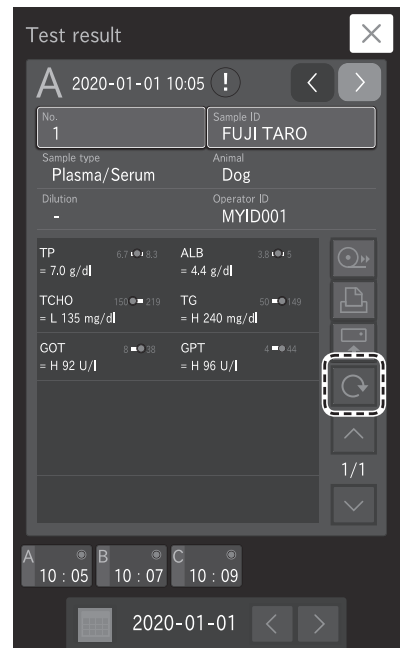 Test result
A 2020-01-01 10:05 !
No. Sample ID
1 FUJI TARO
Sample type Animal
Plasma/Serum Dog
Dilution Operator ID
- MYID001
TP 6.7 8.3 ALB 3.8 5
= 7.0 g/dl = 4.4 g/dl
TCHO 150 219 TG 50 149
= L 135 mg/dl = H 240 mg/dl
GOT 8 38 GPT 4 44
= H 92 U/l = H 96 U/l
1/1
A B C
10 : 05 10 : 07 10 : 09
2020-01-01